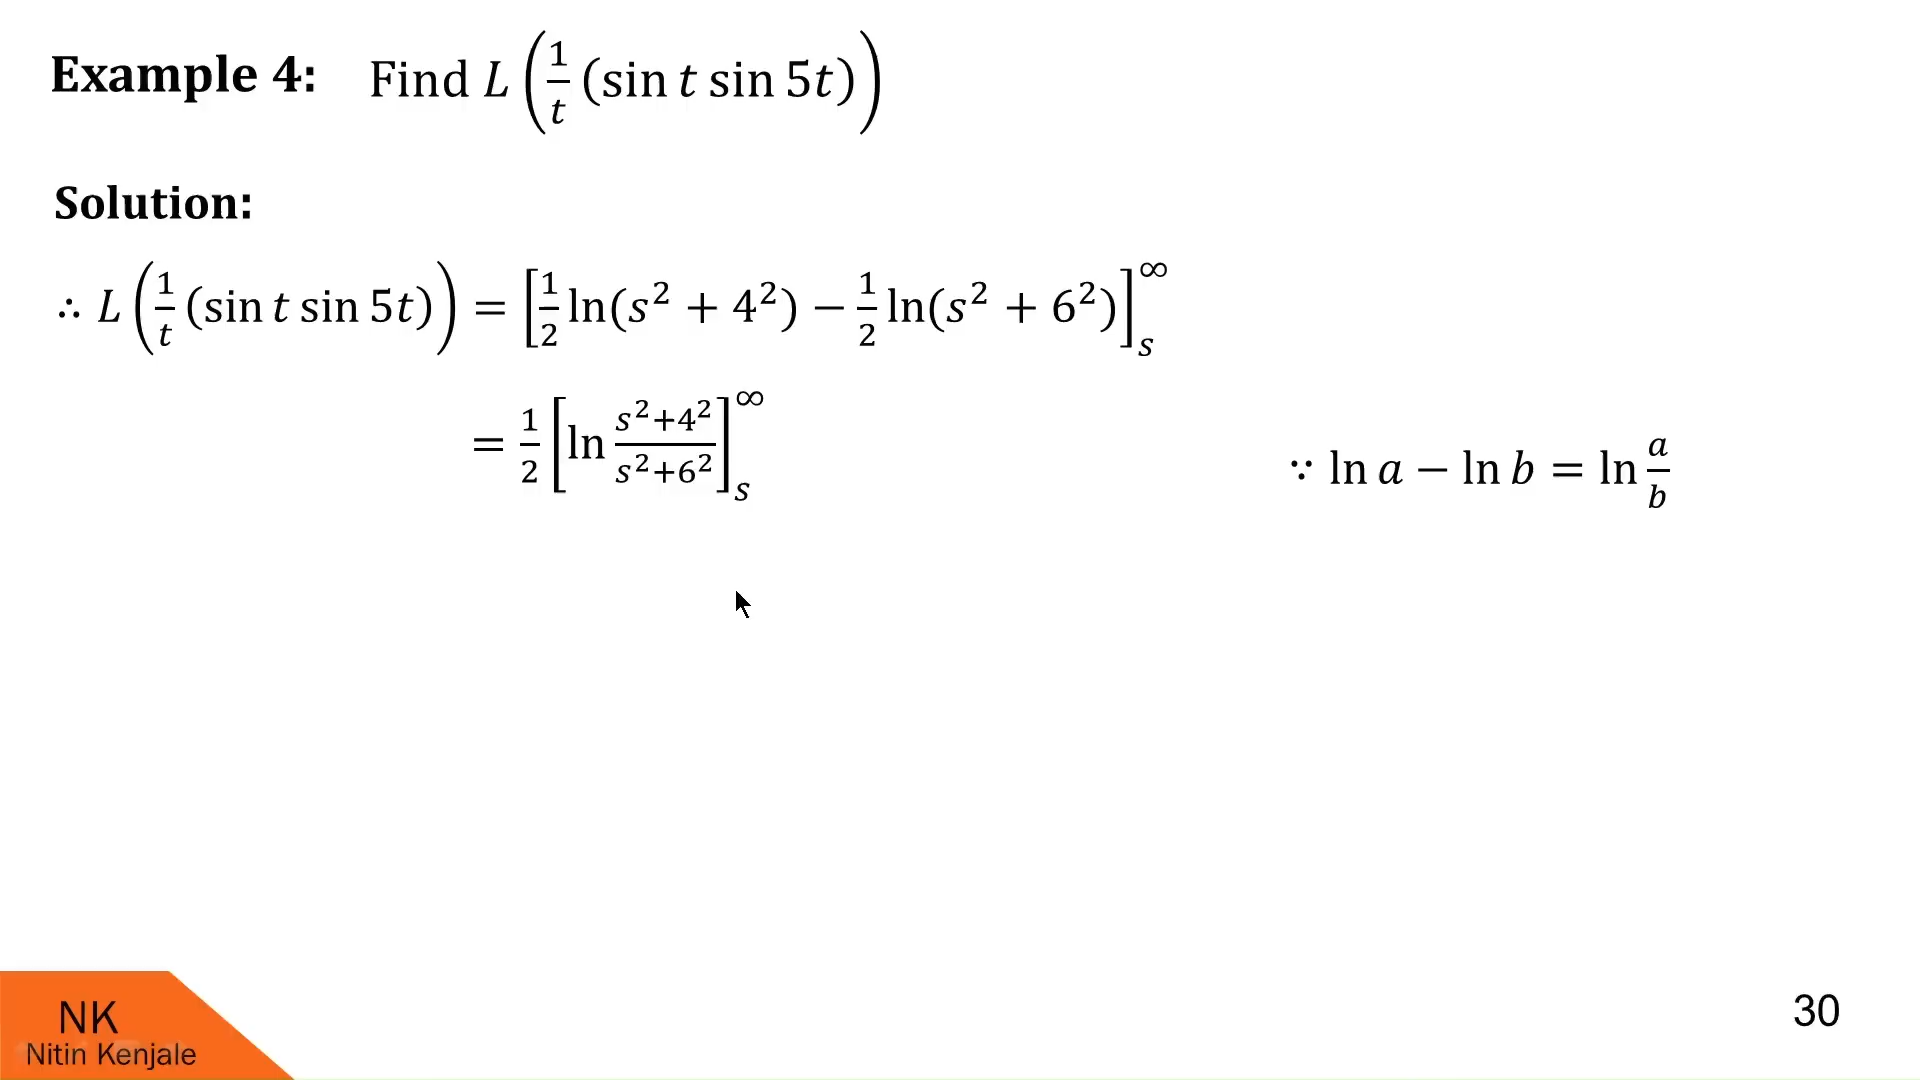 Example 4: Find L(1/t (sin t sin 5t))
Solution:
∴ L(1/t (sin t sin 5t)) = [1/2 ln(s² + 4²) − 1/2 ln(s² + 6²)]_s^∞
= 1/2 [ln (s²+4²)/(s²+6²)]_s^∞
∵ ln a − ln b = ln a/b
NK
Nitin Kenjale
30